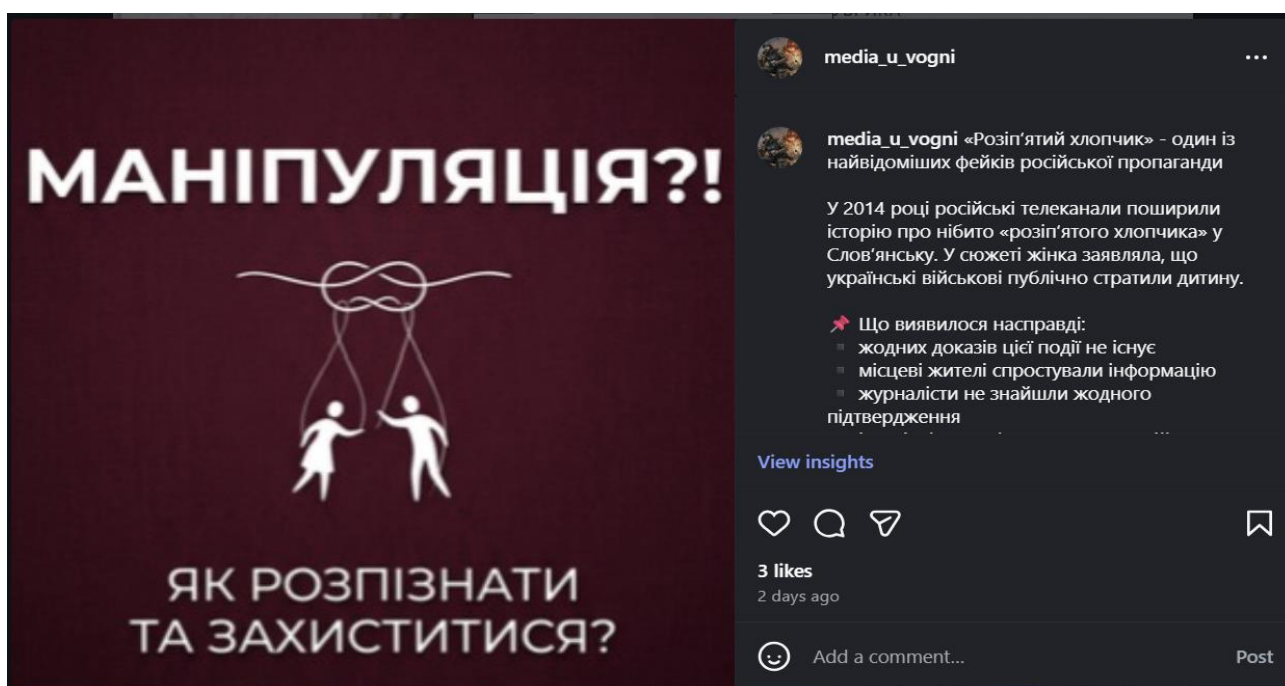 МАНІПУЛЯЦІЯ?!
ЯК РОЗПІЗНАТИ
ТА ЗАХИСТИТИСЯ?
media_u_vogni
media_u_vogni «Розіп’ятий хлопчик» - один із
найвідоміших фейків російської пропаганди
У 2014 році російські телеканали поширили
історію про нібито «розіп’ятого хлопчика» у
Слов’янську. У сюжеті жінка заявляла, що
українські військові публічно стратили дитину.
📌 Що виявилося насправді:
▪ жодних доказів цієї події не існує
▪ місцеві жителі спростували інформацію
▪ журналісти не знайшли жодного
підтвердження
View insights
3 likes
2 days ago
Add a comment...
Post